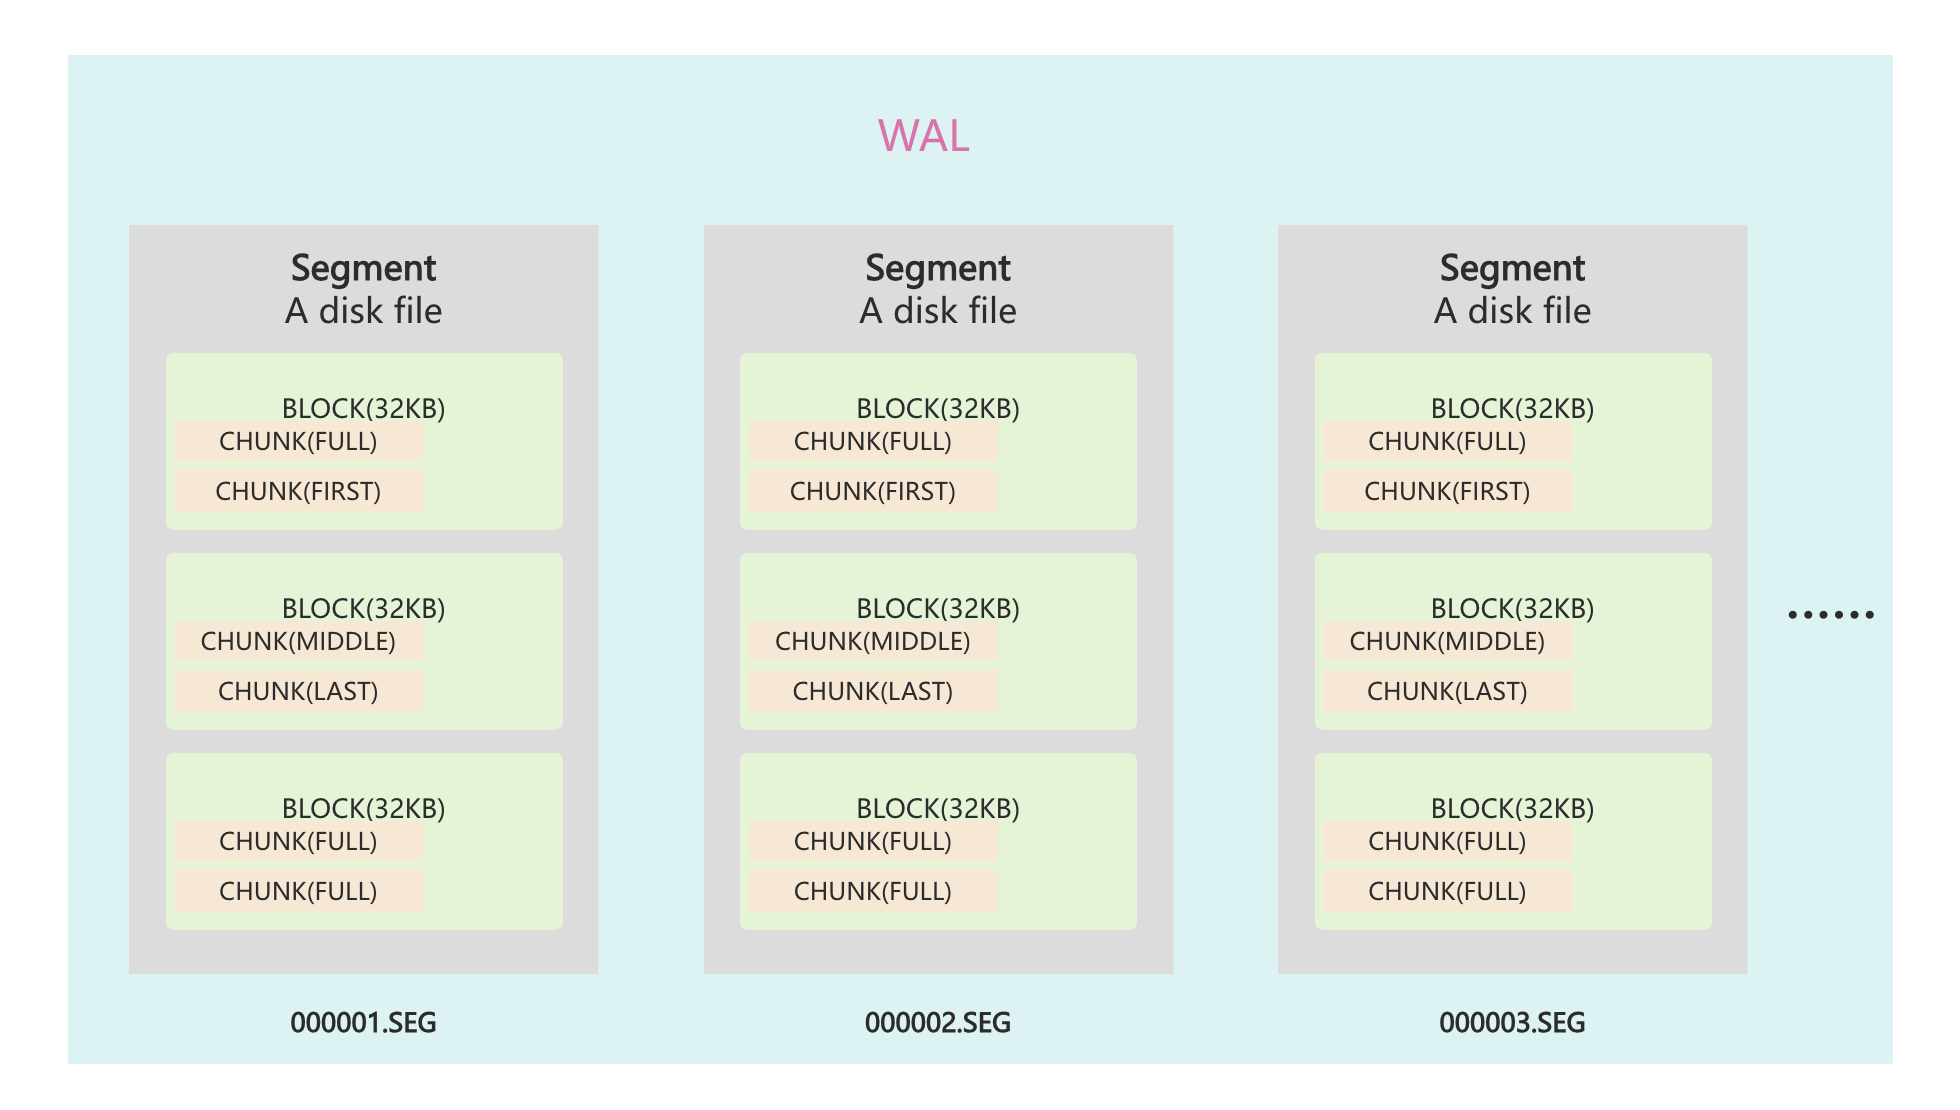 WAL
Segment
A disk file
BLOCK(32KB)
CHUNK(FULL)
CHUNK(FIRST)
BLOCK(32KB)
CHUNK(MIDDLE)
CHUNK(LAST)
BLOCK(32KB)
CHUNK(FULL)
CHUNK(FULL)
000001.SEG
Segment
A disk file
BLOCK(32KB)
CHUNK(FULL)
CHUNK(FIRST)
BLOCK(32KB)
CHUNK(MIDDLE)
CHUNK(LAST)
BLOCK(32KB)
CHUNK(FULL)
CHUNK(FULL)
000002.SEG
Segment
A disk file
BLOCK(32KB)
CHUNK(FULL)
CHUNK(FIRST)
BLOCK(32KB)
CHUNK(MIDDLE)
CHUNK(LAST)
BLOCK(32KB)
CHUNK(FULL)
CHUNK(FULL)
000003.SEG
......